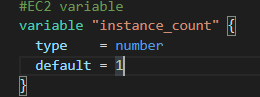 #EC2 variable
variable "instance_count" {
  type    = number
  default = 1
}